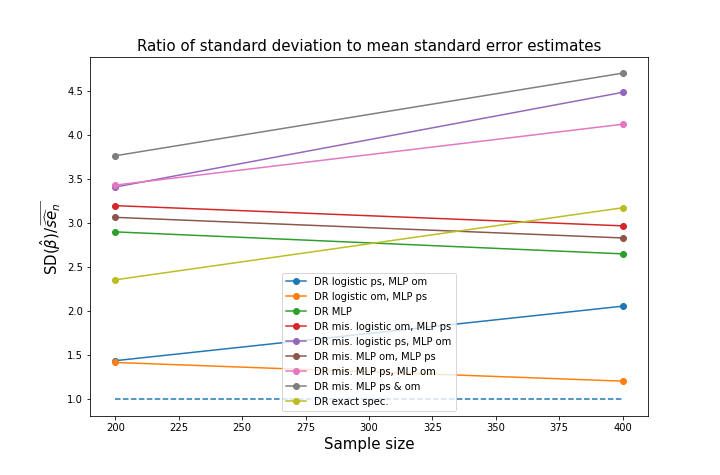 Ratio of standard deviation to mean standard error estimates
4.5
4.0
3.5
3.0
2.5
2.0
1.5
1.0
SD(β̂)/\overline{\widehat{se}_n}
DR logistic ps, MLP om
DR logistic om, MLP ps
DR MLP
DR mis. logistic om, MLP ps
DR mis. logistic ps, MLP om
DR mis. MLP om, MLP ps
DR mis. MLP ps, MLP om
DR mis. MLP ps & om
DR exact spec.
200 225 250 275 300 325 350 375 400
Sample size